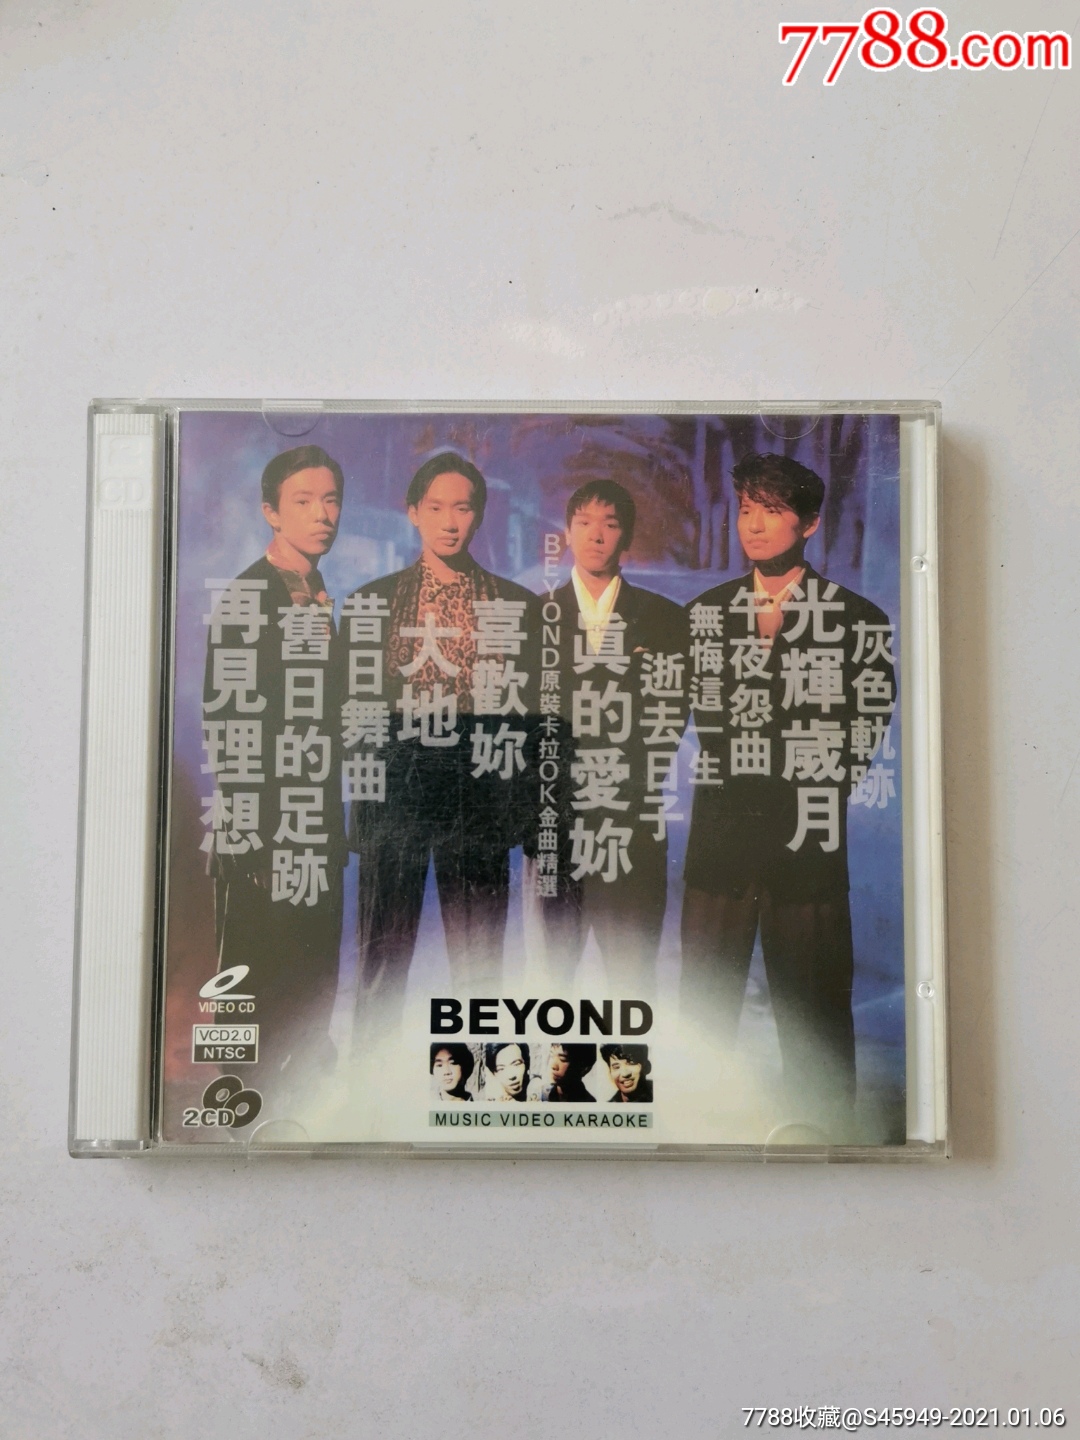 7788.com
CD
再見理想
舊日的足跡
昔日舞曲
大地
喜歡妳
BEYOND原裝卡拉OK金曲精選
真的愛妳
逝去日子
無悔這一生
午夜怨曲
光輝歲月
灰色軌跡
VIDEO CD
VCD2.0
NTSC
2CD
BEYOND
MUSIC VIDEO KARAOKE
7788收藏@S45949-2021.01.06